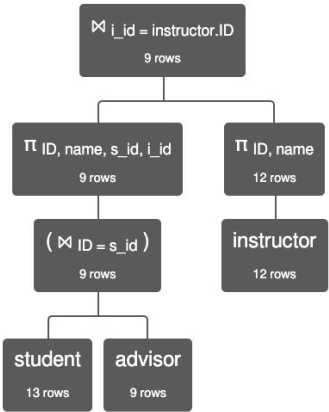 ⋈ i_id = instructor.ID
9 rows
π ID, name, s_id, i_id
9 rows
π ID, name
12 rows
( ⋈ ID = s_id )
9 rows
instructor
12 rows
student
13 rows
advisor
9 rows